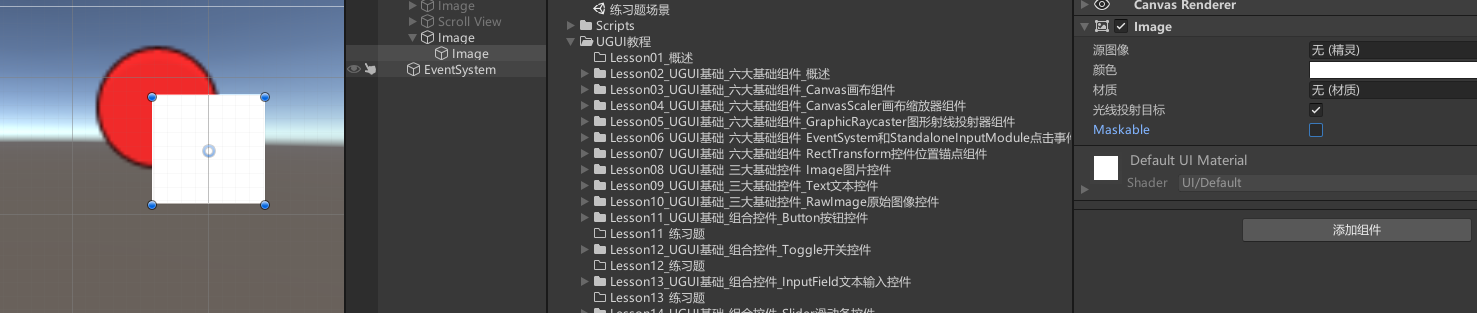 Image
Scroll View
Image
Image
EventSystem
练习题场景
Scripts
UGUI教程
Lesson01_概述
Lesson02_UGUI基础_六大基础组件_概述
Lesson03_UGUI基础_六大基础组件_Canvas画布组件
Lesson04_UGUI基础_六大基础组件_CanvasScaler画布缩放器组件
Lesson05_UGUI基础_六大基础组件_GraphicRaycaster图形射线投射器组件
Lesson06_UGUI基础_六大基础组件_EventSystem和StandaloneInputModule点击事件
Lesson07_UGUI基础_六大基础组件_RectTransform控件位置锚点组件
Lesson08_UGUI基础_三大基础控件_Image图片控件
Lesson09_UGUI基础_三大基础控件_Text文本控件
Lesson10_UGUI基础_三大基础控件_RawImage原始图像控件
Lesson11_UGUI基础_组合控件_Button按钮控件
Lesson11_练习题
Lesson12_UGUI基础_组合控件_Toggle开关控件
Lesson12_练习题
Lesson13_UGUI基础_组合控件_InputField文本输入控件
Lesson13_练习题
Lesson14_UGUI基础_组合控件_Slider滑动条控件
Canvas Renderer
Image
源图像 无 (精灵)
颜色
材质 无 (材质)
光线投射目标
Maskable
Default UI Material
Shader UI/Default
添加组件